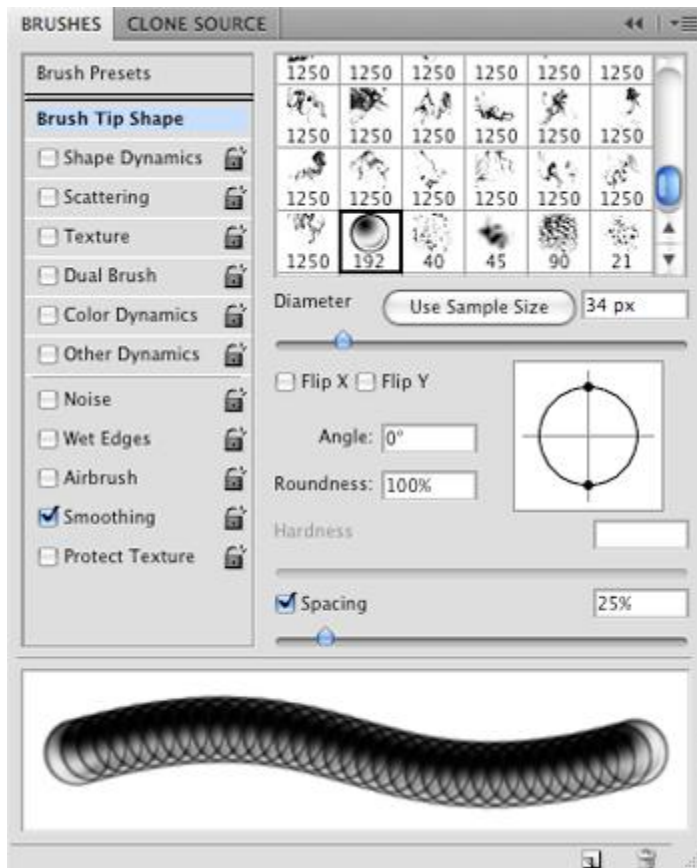 BRUSHES CLONE SOURCE
Brush Presets
Brush Tip Shape
Shape Dynamics
Scattering
Texture
Dual Brush
Color Dynamics
Other Dynamics
Noise
Wet Edges
Airbrush
Smoothing
Protect Texture
1250 1250 1250 1250 1250 1250
1250 1250 1250 1250 1250 1250
1250 1250 1250 1250 1250 1250
1250 192 40 45 90 21
Diameter Use Sample Size 34 px
Flip X Flip Y
Angle: 0°
Roundness: 100%
Hardness
Spacing 25%